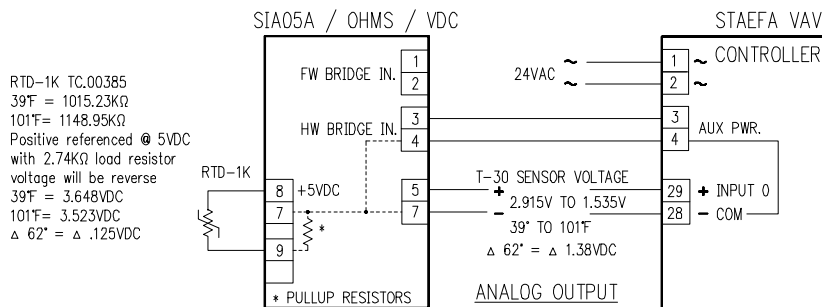 SIA05A / OHMS / VDC
STAEFA VAV
CONTROLLER
FW BRIDGE IN.
1
2
24VAC
~
~
1 ~
2 ~
RTD-1K TC.00385
39°F = 1015.23KΩ
101°F= 1148.95KΩ
Positive referenced @ 5VDC
with 2.74KΩ load resistor
voltage will be reverse
39°F = 3.648VDC
101°F= 3.523VDC
Δ 62° = Δ .125VDC
HW BRIDGE IN.
3
4
3
4
AUX PWR.
RTD-1K
8 +5VDC
7
9
*
5
7
T-30 SENSOR VOLTAGE
+
2.915V TO 1.535V
-
39° TO 101°F
Δ 62° = Δ 1.38VDC
29 + INPUT 0
28 - COM
* PULLUP RESISTORS
ANALOG OUTPUT